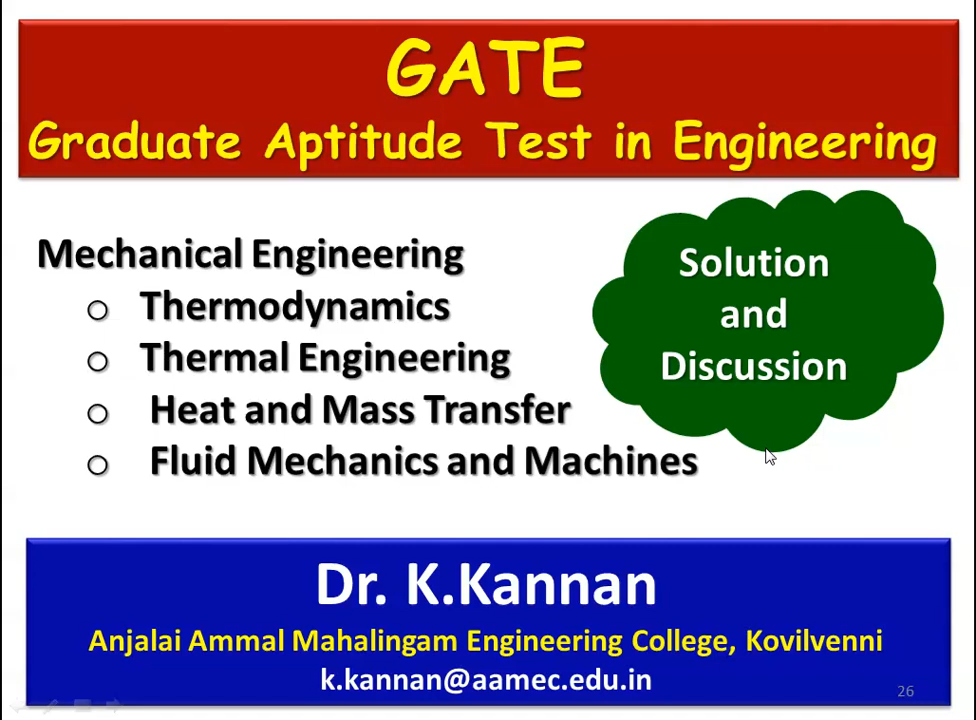 GATE
Graduate Aptitude Test in Engineering
Mechanical Engineering
Thermodynamics
Thermal Engineering
Heat and Mass Transfer
Fluid Mechanics and Machines
Solution
and
Discussion
Dr. K.Kannan
Anjalai Ammal Mahalingam Engineering College, Kovilvenni
k.kannan@aamec.edu.in
26